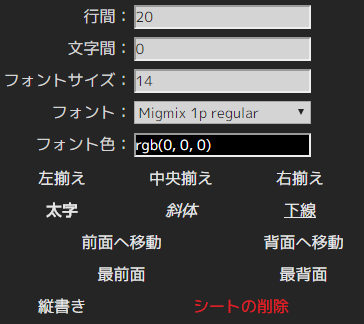 行間： 20
文字間： 0
フォントサイズ： 14
フォント： Migmix 1p regular
フォント色： rgb(0, 0, 0)
左揃え 中央揃え 右揃え
太字 斜体 下線
前面へ移動 背面へ移動
最前面 最背面
縦書き シートの削除